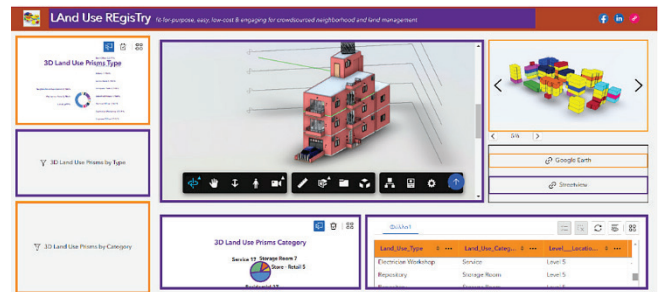 LAnd Use REgisTry fit-for-purpose, easy, low-cost & engaging for crowdsourced neighborhood and land management
3D Land Use Prisms Type
3D Land Use Prisms by Type
3D Land Use Prisms by Category
Google Earth
Streetview
3D Land Use Prisms Category
Service 17 Storage Room 7
Store - Retail 5
Land_Use_Type Land_Use_Categ... Level__Locatio...
Electrician Workshop Service Level 5
Repository Storage Room Level 5